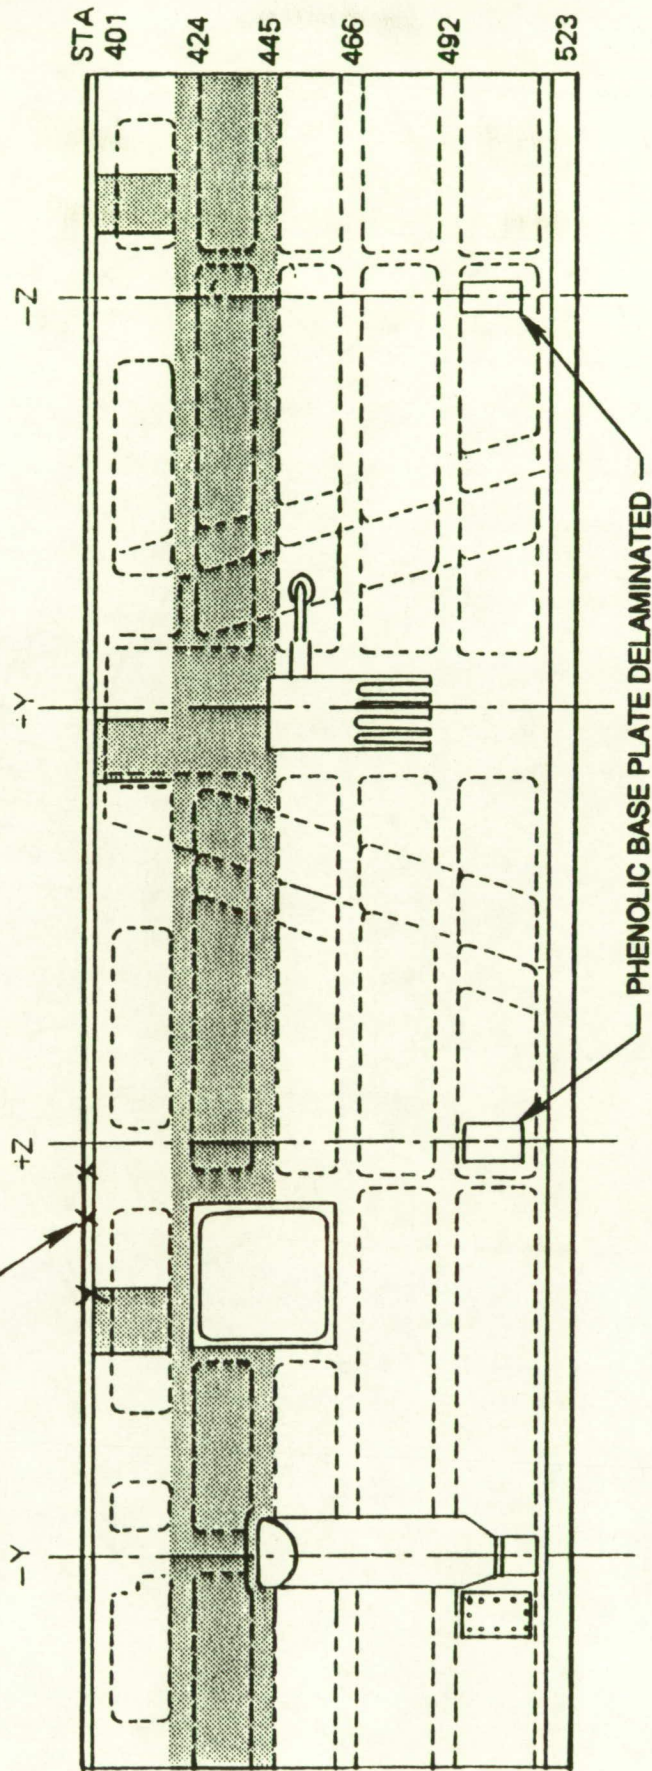 STA
401
424
445
466
492
523
-Y
+Z
+Y
-Z
PHENOLIC BASE PLATE DELAMINATED